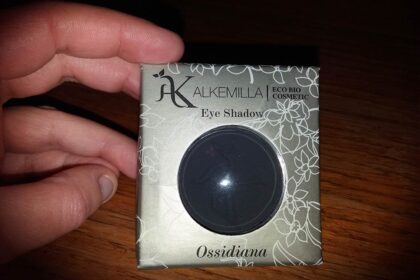 AK ALKEMILLA | ECO BIO
COSMETIC
Eye Shadow
Ossidiana